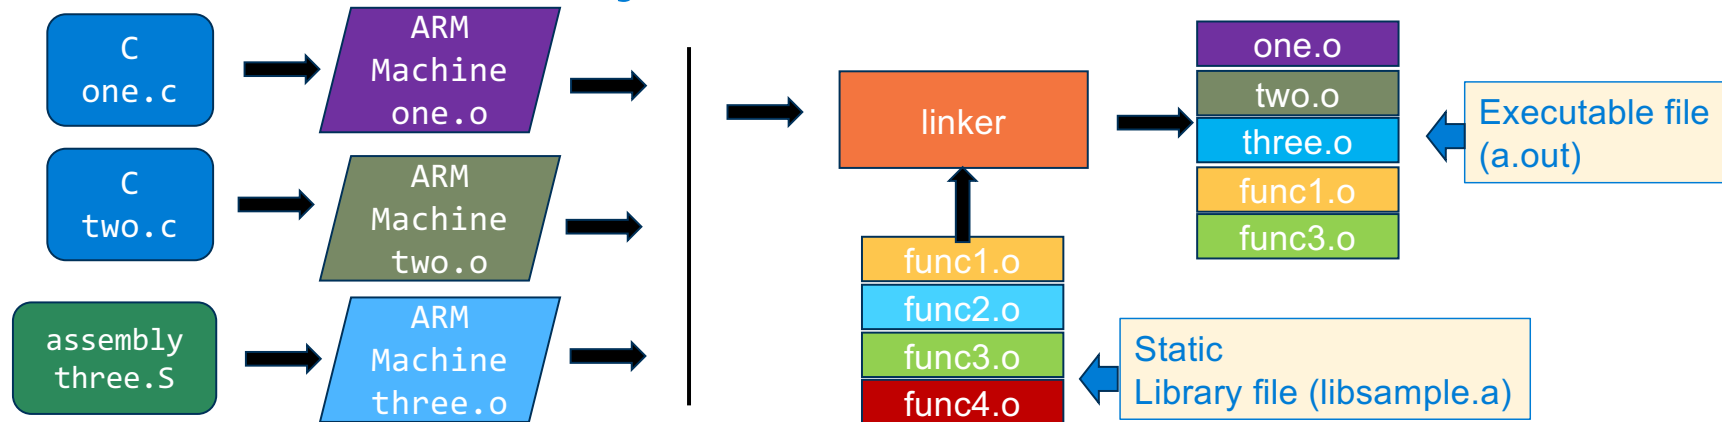 C
one.c
ARM
Machine
one.o
C
two.c
ARM
Machine
two.o
assembly
three.S
ARM
Machine
three.o
linker
func1.o
func2.o
func3.o
func4.o
Static
Library file (libsample.a)
one.o
two.o
three.o
func1.o
func3.o
Executable file
(a.out)